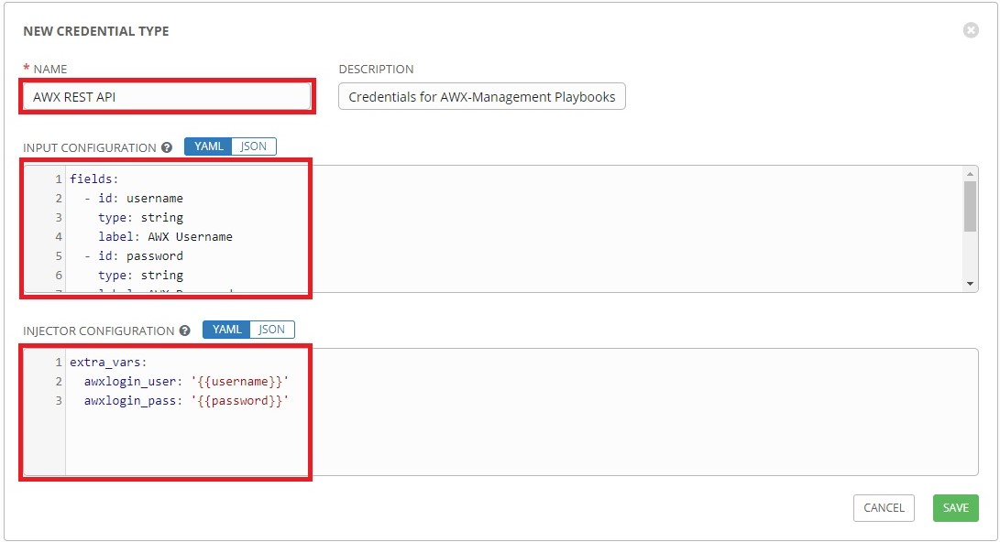 NEW CREDENTIAL TYPE
* NAME
AWX REST API
DESCRIPTION
Credentials for AWX-Management Playbooks
INPUT CONFIGURATION ? YAML JSON
1 fields:
2   - id: username
3     type: string
4     label: AWX Username
5   - id: password
6     type: string
INJECTOR CONFIGURATION ? YAML JSON
1 extra_vars:
2   awxlogin_user: '{{username}}'
3   awxlogin_pass: '{{password}}'
CANCEL SAVE